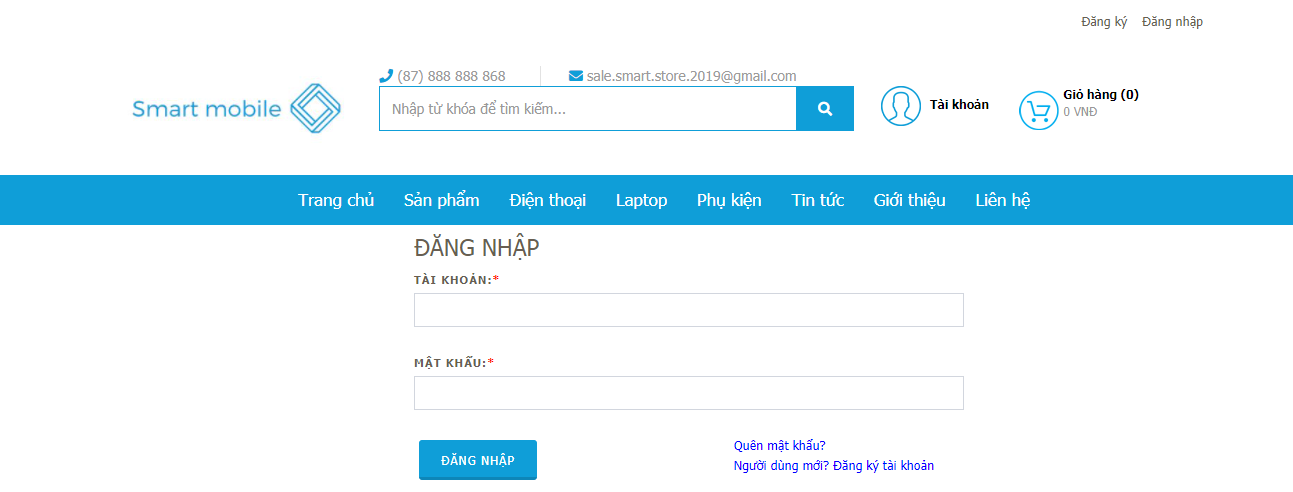 Đăng ký Đăng nhập
(87) 888 888 868 sale.smart.store.2019@gmail.com
Smart mobile
Nhập từ khóa để tìm kiếm...
Tài khoản
Giỏ hàng (0)
0 VNĐ
Trang chủ Sản phẩm Điện thoại Laptop Phụ kiện Tin tức Giới thiệu Liên hệ
ĐĂNG NHẬP
TÀI KHOẢN:*
MẬT KHẨU:*
ĐĂNG NHẬP
Quên mật khẩu?
Người dùng mới? Đăng ký tài khoản